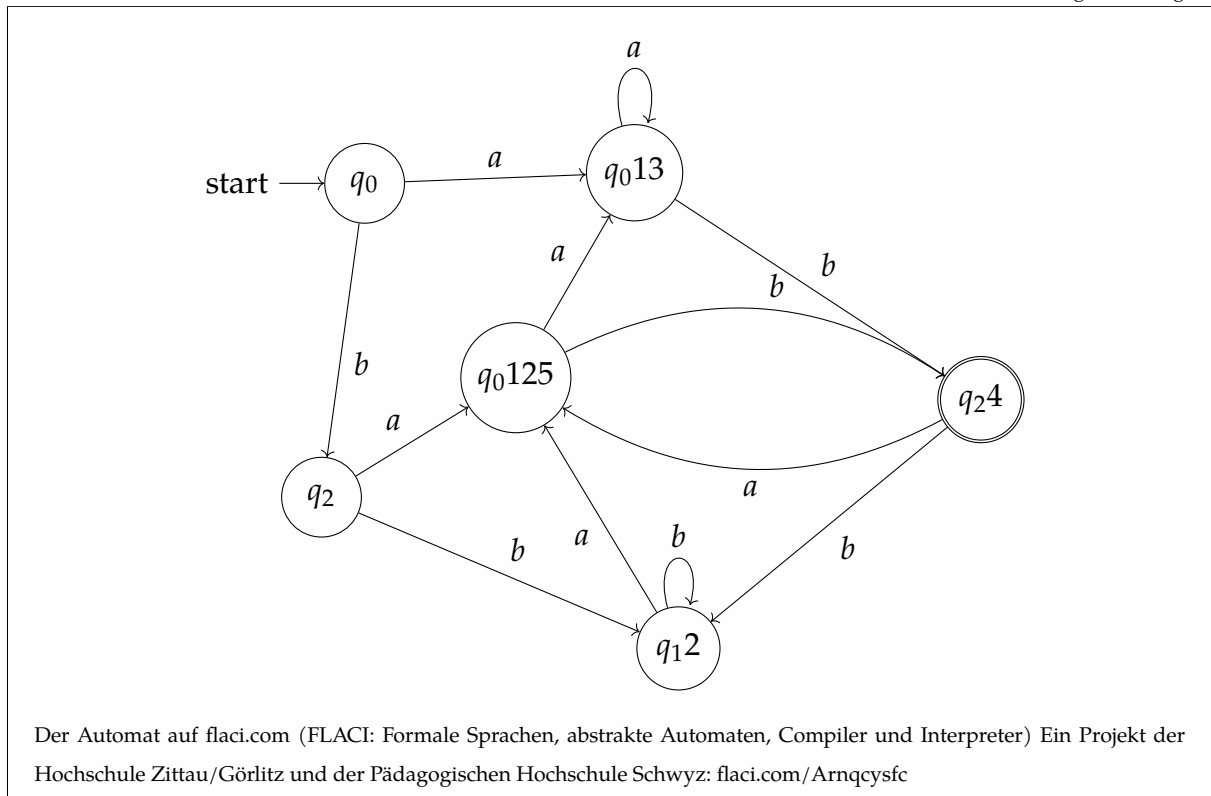 a
start
q0
a
q013
b
a
b
q0125
b
q24
a
a
q2
b
a
b
b
q12
Der Automat auf flaci.com (FLACI: Formale Sprachen, abstrakte Automaten, Compiler und Interpreter) Ein Projekt der
Hochschule Zittau/Görlitz und der Pädagogischen Hochschule Schwyz: flaci.com/Arnqcysfc